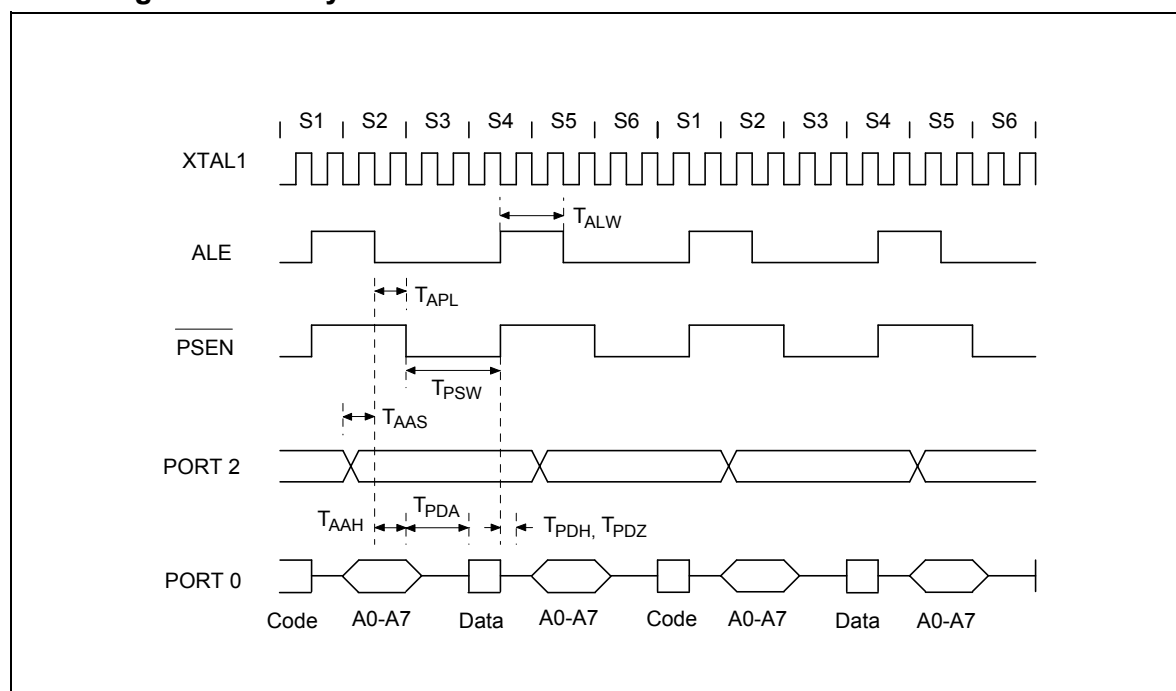 | S1 | S2 | S3 | S4 | S5 | S6 | S1 | S2 | S3 | S4 | S5 | S6 |
XTAL1
TALW
ALE
TAPL
PSEN
TPSW
TAAS
PORT 2
TAAH
TPDA
TPDH, TPDZ
PORT 0
Code A0-A7 Data A0-A7 Code A0-A7 Data A0-A7